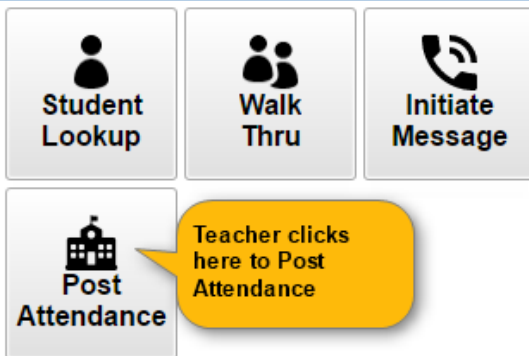 Student
Lookup
Walk
Thru
Initiate
Message
Post
Attendance
Teacher clicks
here to Post
Attendance